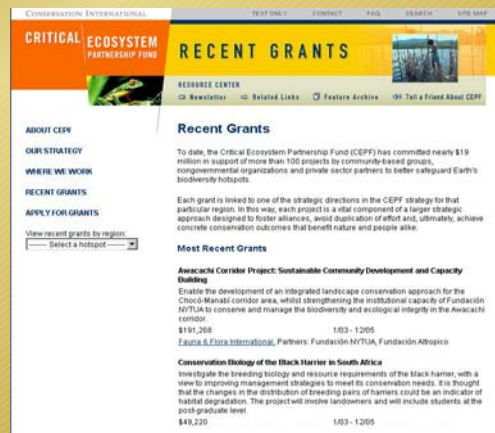 CONSERVATION INTERNATIONAL
TEXT ONLY CONTACT FAQ SEARCH SITE MAP
CRITICAL ECOSYSTEM
PARTNERSHIP FUND
RECENT GRANTS
RESOURCE CENTER
Newsletter Related Links Feature Archive Tell a Friend About CEPF
ABOUT CEPF
OUR STRATEGY
WHERE WE WORK
RECENT GRANTS
APPLY FOR GRANTS
View recent grants by region:
------- Select a hotspot -------
Recent Grants
To date, the Critical Ecosystem Partnership Fund (CEPF) has committed nearly $19
million in support of more than 100 projects by community-based groups,
nongovernmental organizations and private sector partners to better safeguard Earth's
biodiversity hotspots.
Each grant is linked to one of the strategic directions in the CEPF strategy for that
particular region. In this way, each project is a vital component of a larger strategic
approach designed to foster alliances, avoid duplication of effort and, ultimately, achieve
concrete conservation outcomes that benefit nature and people alike.
Most Recent Grants
Awacachi Corridor Project: Sustainable Community Development and Capacity
Building
Enable the development of an integrated landscape conservation approach for the
Chocó-Manabí corridor area, whilst strengthening the institutional capacity of Fundación
NYTUA to conserve and manage the biodiversity and ecological integrity in the Awacachi
corridor.
$191,268 1/03 - 12/05
Fauna & Flora International, Partners: Fundación NYTUA, Fundación Altropico
Conservation Biology of the Black Harrier in South Africa
Investigate the breeding biology and resource requirements of the black harrier, with a
view to improving management strategies to meet its conservation needs. It is thought
that the changes in the distribution of breeding pairs of harriers could be an indicator of
habitat degradation. The project will involve landowners and will include students at the
post-graduate level.
$49,220 1/03 - 12/05